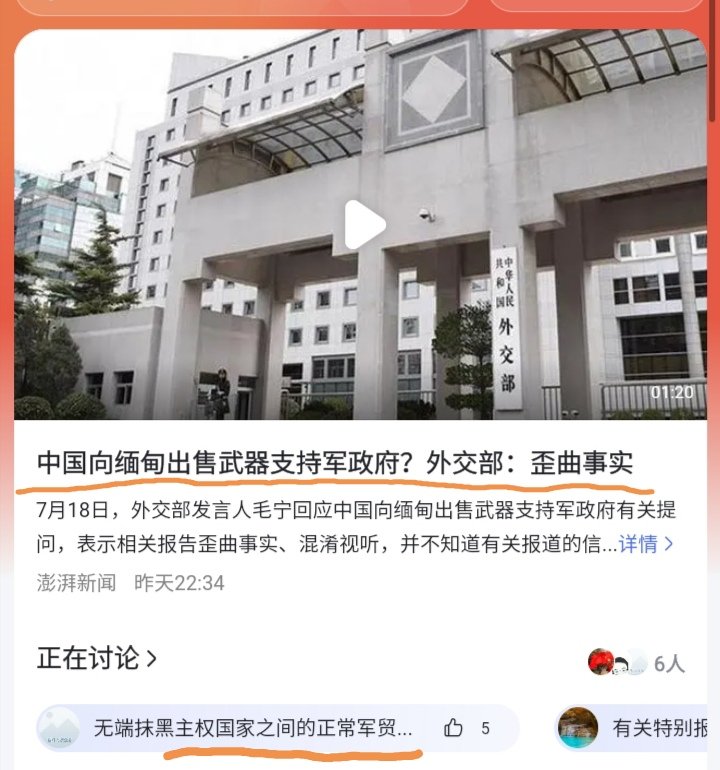 中华人民
共和国
外交部
01:20
中国向缅甸出售武器支持军政府？外交部：歪曲事实
7月18日，外交部发言人毛宁回应中国向缅甸出售武器支持军政府有关提
问，表示相关报告歪曲事实、混淆视听，并不知道有关报道的信...详情 >
澎湃新闻 昨天22:34
正在讨论 >
6人
无端抹黑主权国家之间的正常军贸... 5
有关特别报